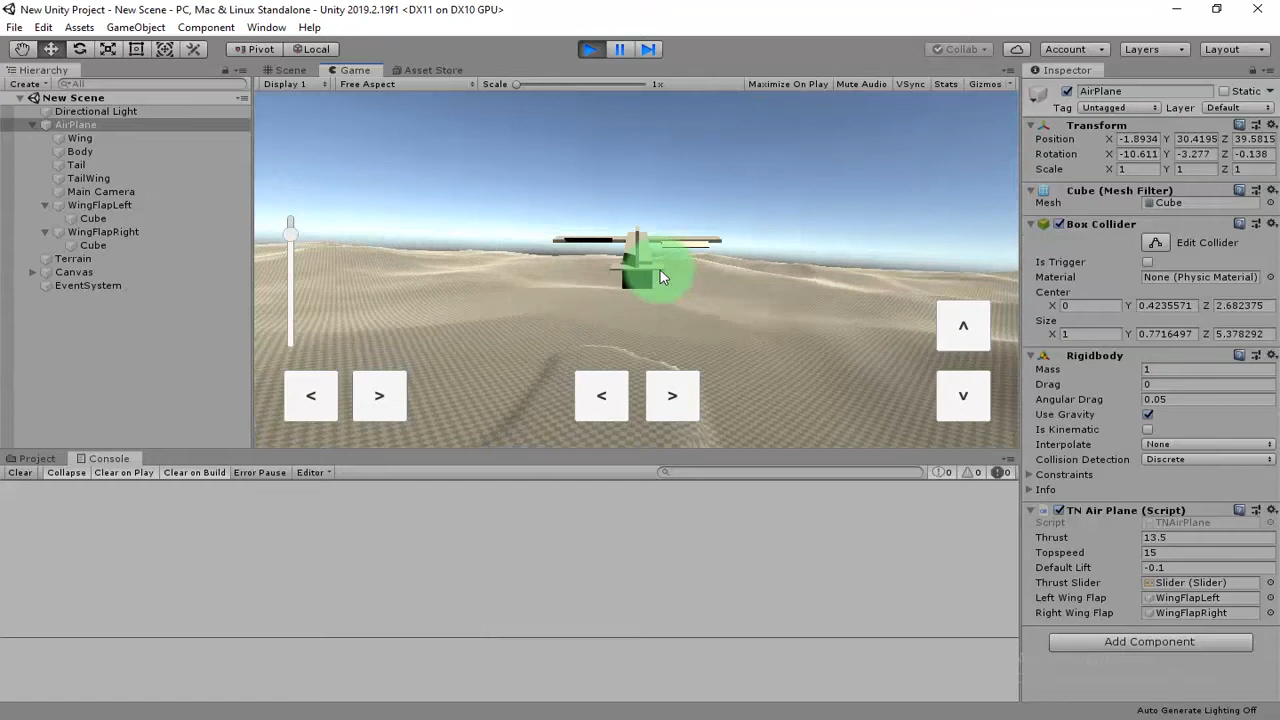 New Unity Project - New Scene - PC, Mac & Linux Standalone - Unity 2019.2.19f1 <DX11 on DX10 GPU>
File Edit Assets GameObject Component Window Help
Pivot Local Collab Account Layers Layout
Hierarchy
Create All
New Scene
Directional Light
AirPlane
Wing
Body
Tail
TailWing
Main Camera
WingFlapLeft
Cube
WingFlapRight
Cube
Terrain
Canvas
EventSystem
Scene Game Asset Store
Display 1 Free Aspect Scale 1x Maximize On Play Mute Audio VSync Stats Gizmos
< > < > ʌ v
Project Console
Clear Collapse Clear on Play Clear on Build Error Pause Editor 0 0 0
Inspector
AirPlane Static
Tag Untagged Layer Default
Transform
Position X -1.8934 Y 30.4195 Z 39.5815
Rotation X -10.611 Y -3.277 Z -0.138
Scale X 1 Y 1 Z 1
Cube (Mesh Filter)
Mesh Cube
Box Collider
Edit Collider
Is Trigger
Material None (Physic Material)
Center
X 0 Y 0.4235571 Z 2.682375
Size
X 1 Y 0.7716497 Z 5.378292
Rigidbody
Mass 1
Drag 0
Angular Drag 0.05
Use Gravity
Is Kinematic
Interpolate None
Collision Detection Discrete
Constraints
Info
TN Air Plane (Script)
Script TNAirPlane
Thrust 13.5
Topspeed 15
Default Lift -0.1
Thrust Slider Slider (Slider)
Left Wing Flap WingFlapLeft
Right Wing Flap WingFlapRight
Add Component
Auto Generate Lighting Off